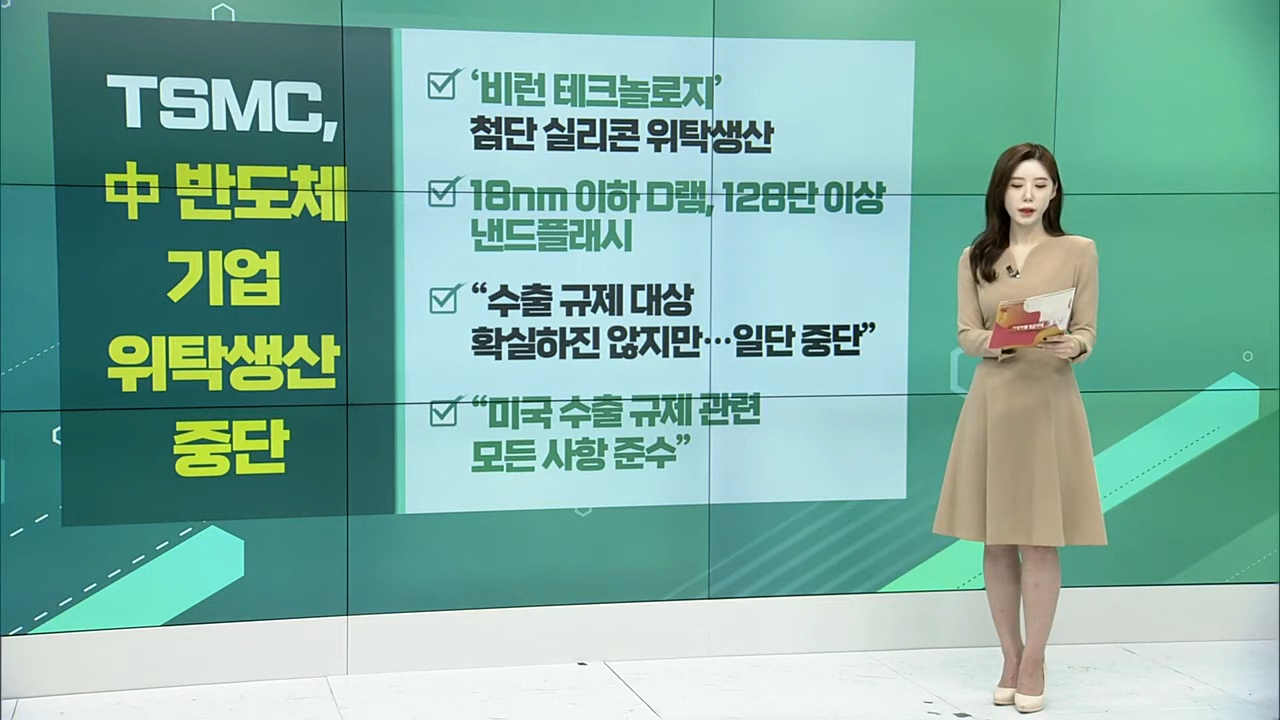 TSMC,
中 반도체
기업
위탁생산
중단
‘비런 테크놀로지’
첨단 실리콘 위탁생산
18nm 이하 D램, 128단 이상
낸드플래시
“수출 규제 대상
확실하진 않지만…일단 중단”
“미국 수출 규제 관련
모든 사항 준수”